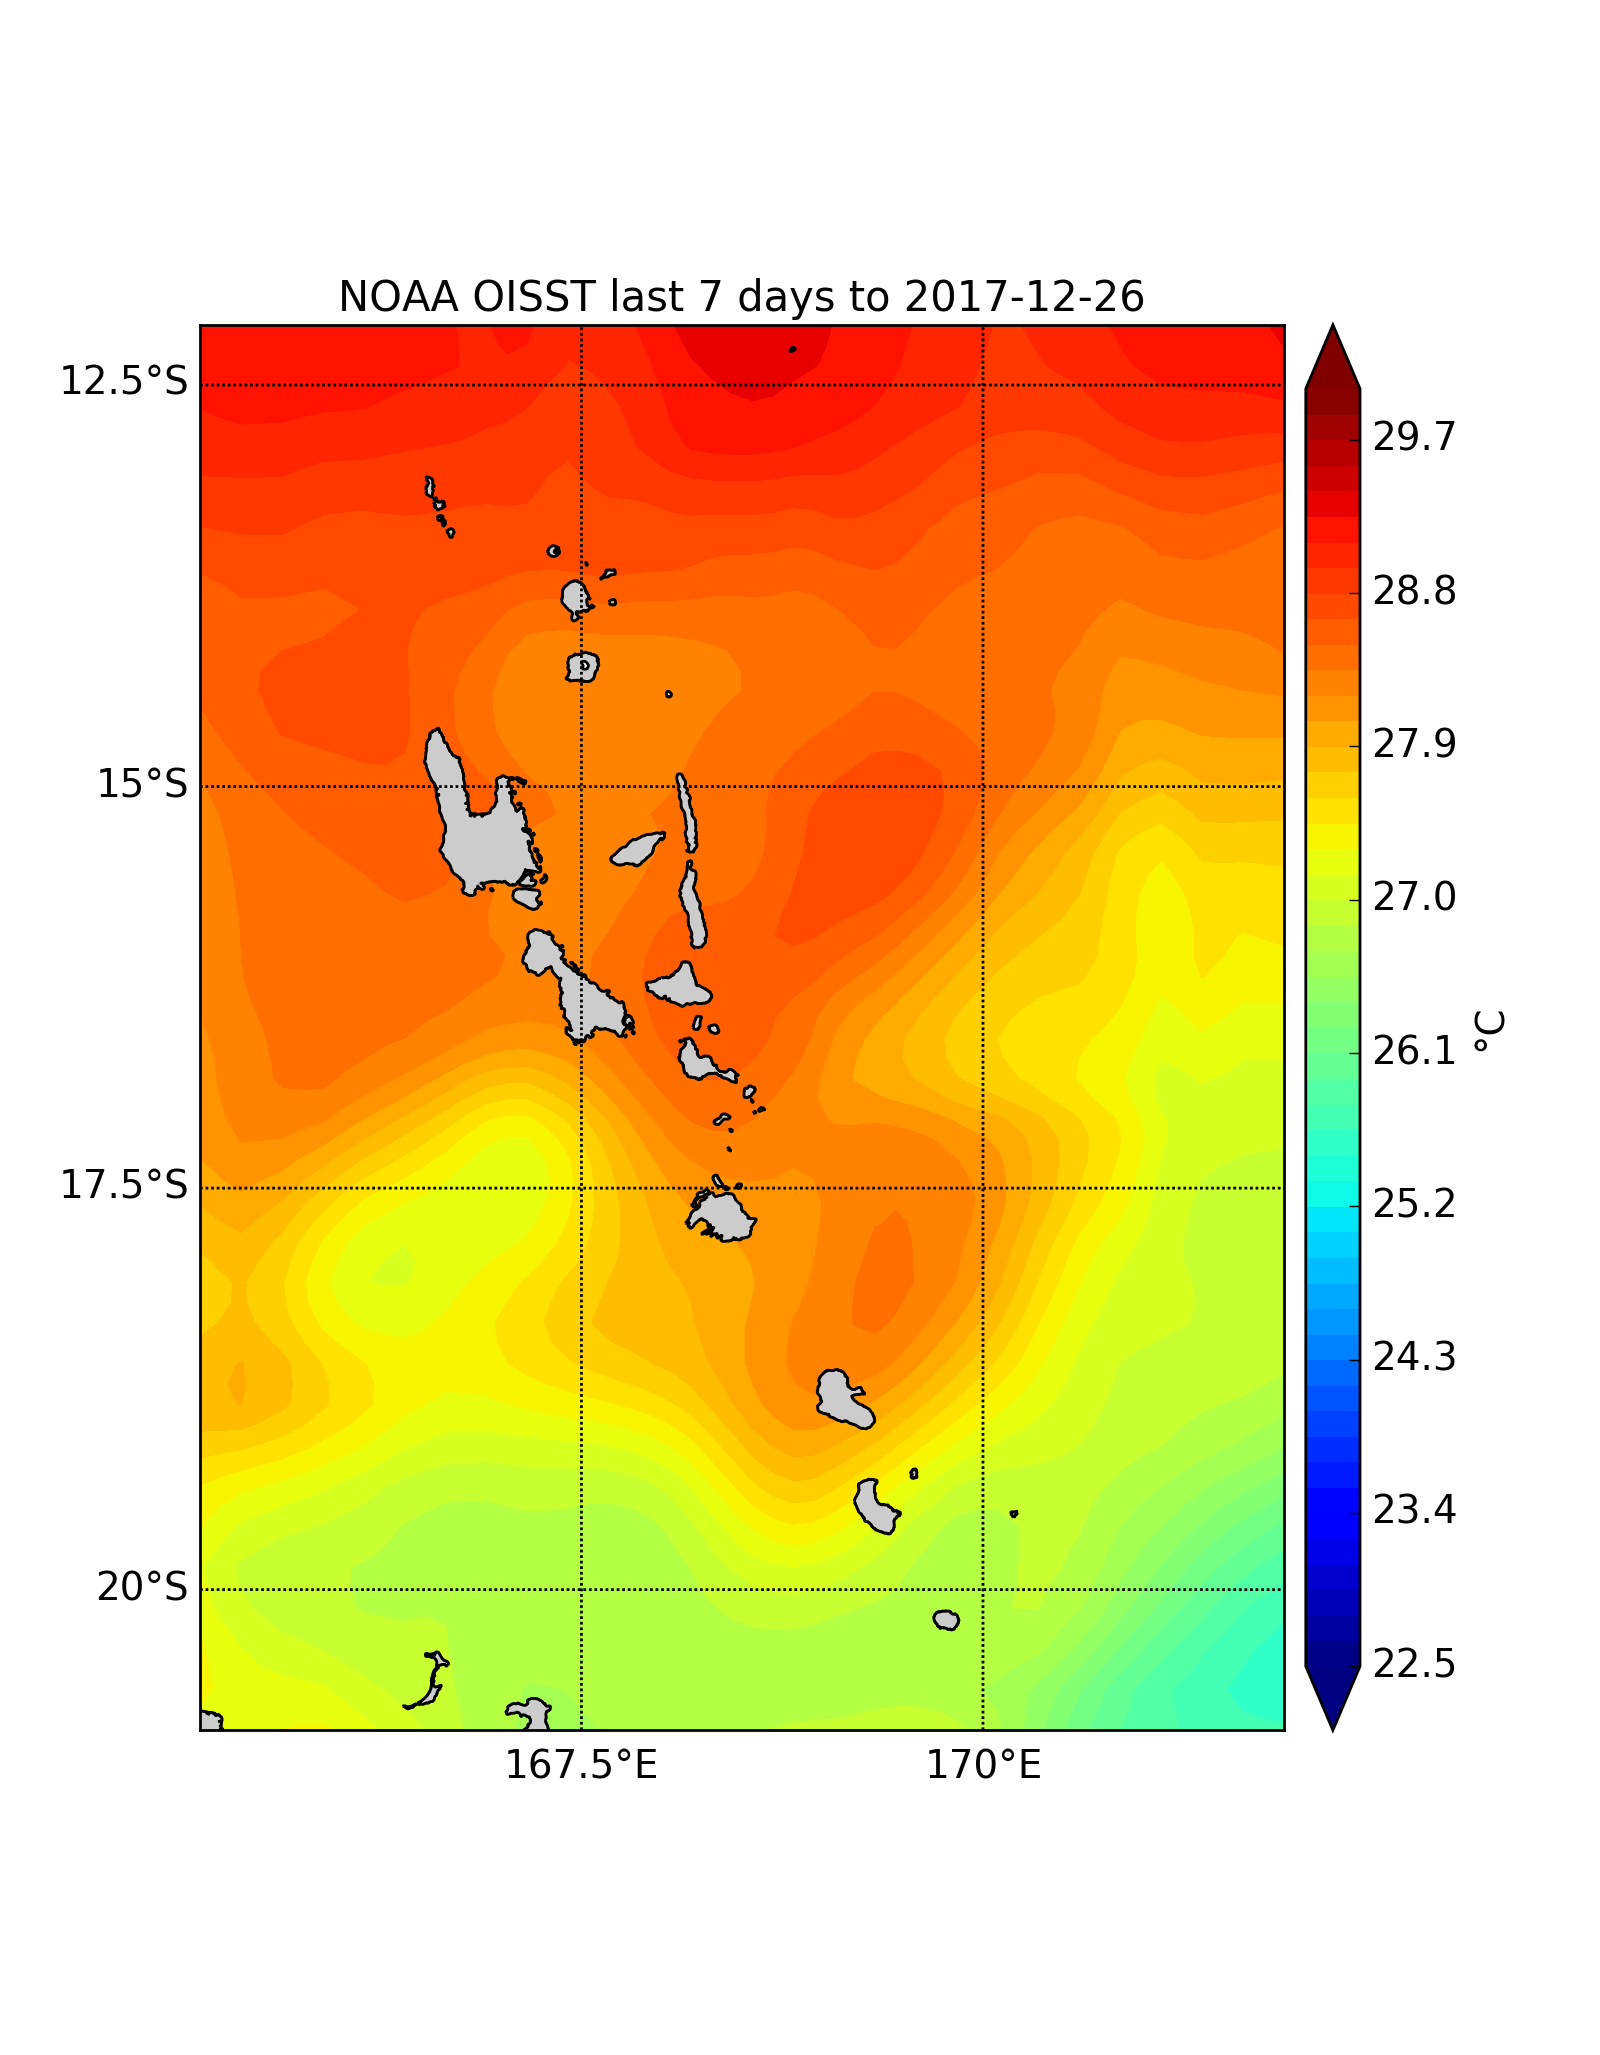 NOAA OISST last 7 days to 2017-12-26
12.5°S
15°S
17.5°S
20°S
167.5°E
170°E
29.7
28.8
27.9
27.0
26.1
25.2
24.3
23.4
22.5
°C